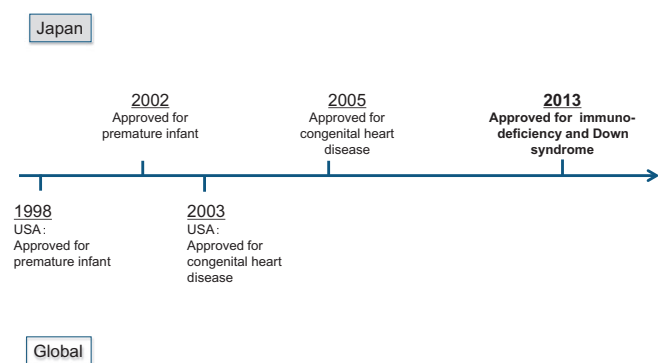 Japan
2002
Approved for
premature infant
2005
Approved for
congenital heart
disease
2013
Approved for immuno-
deficiency and Down
syndrome
1998
USA:
Approved for
premature infant
2003
USA:
Approved for
congenital heart
disease
Global